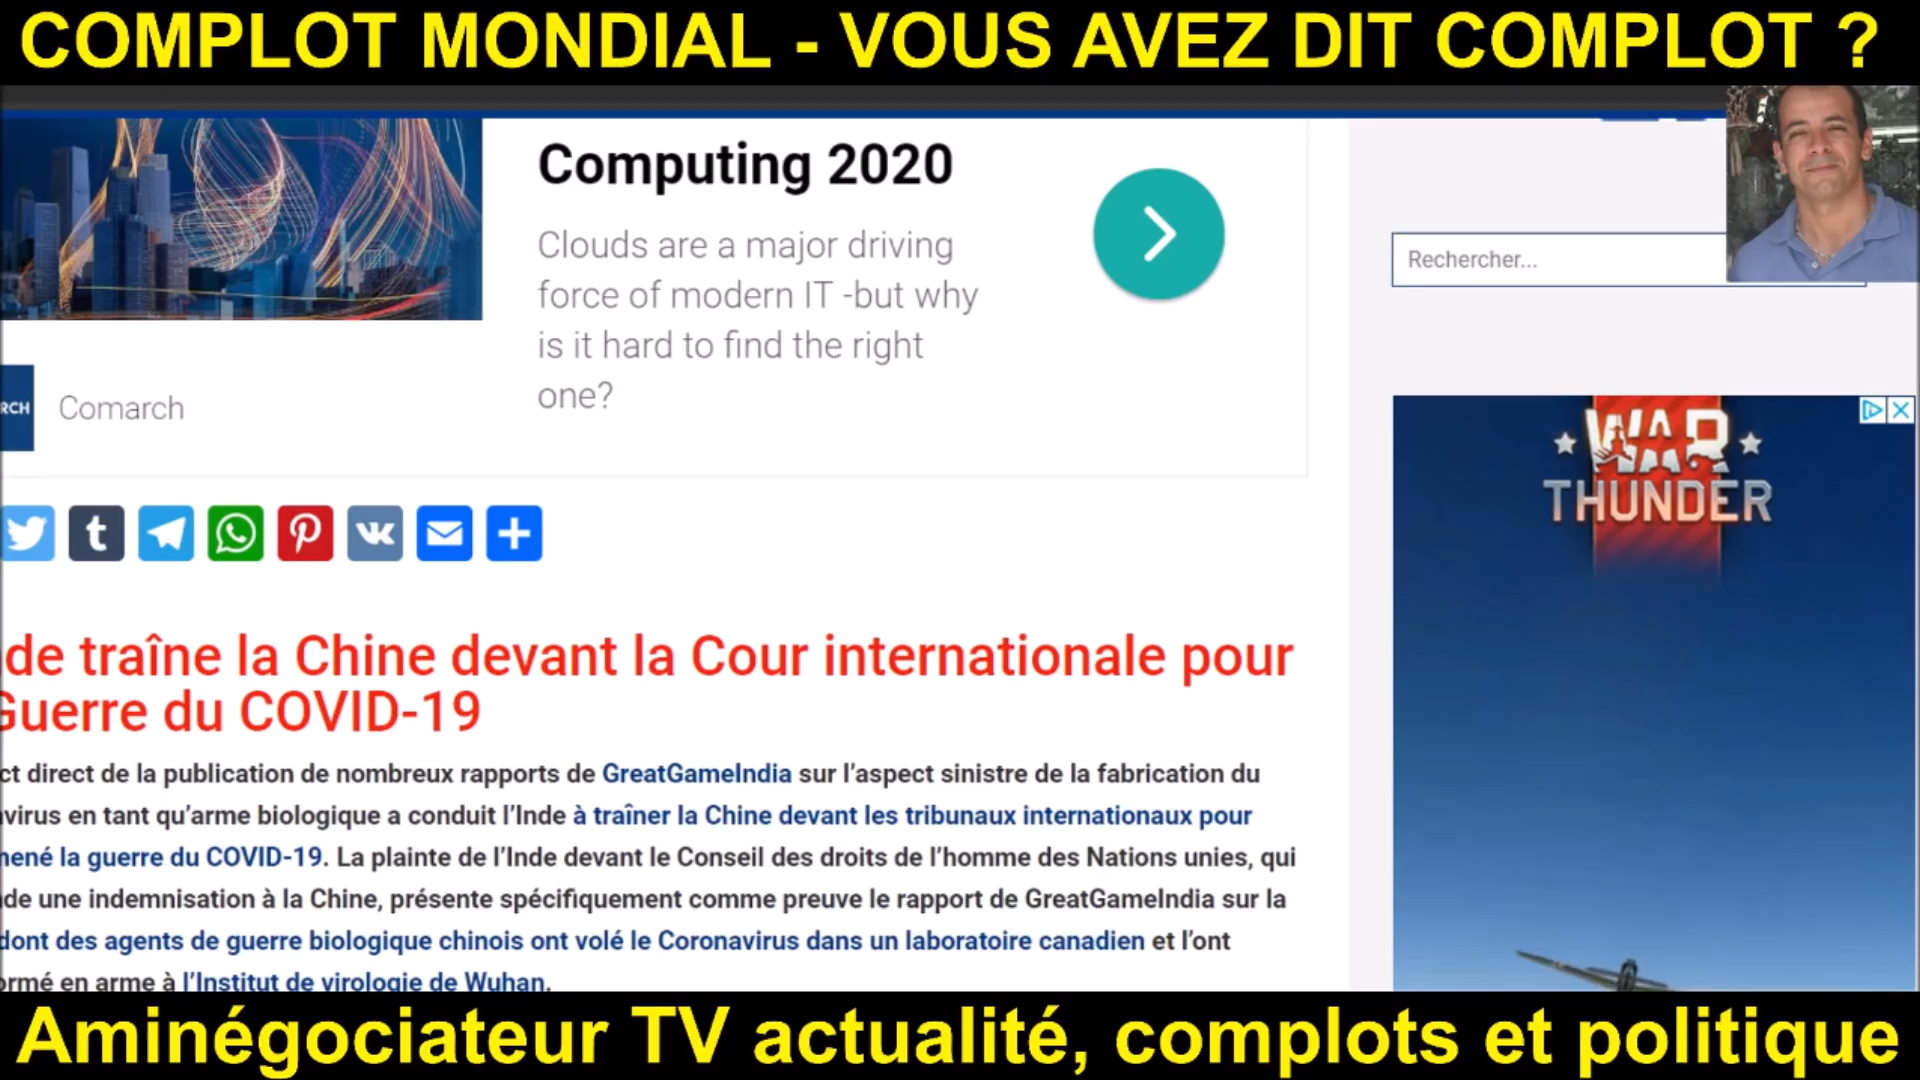 COMPLOT MONDIAL - VOUS AVEZ DIT COMPLOT ?
Computing 2020
Clouds are a major driving
force of modern IT -but why
is it hard to find the right
one?
RCH
Comarch
Rechercher...
WAR
THUNDER
de traîne la Chine devant la Cour internationale pour
Guerre du COVID-19
ct direct de la publication de nombreux rapports de GreatGameIndia sur l’aspect sinistre de la fabrication du
virus en tant qu’arme biologique a conduit l’Inde à traîner la Chine devant les tribunaux internationaux pour
mené la guerre du COVID-19. La plainte de l’Inde devant le Conseil des droits de l’homme des Nations unies, qui
de une indemnisation à la Chine, présente spécifiquement comme preuve le rapport de GreatGameIndia sur la
dont des agents de guerre biologique chinois ont volé le Coronavirus dans un laboratoire canadien et l’ont
ormé en arme à l’Institut de virologie de Wuhan.
Aminégociateur TV actualité, complots et politique